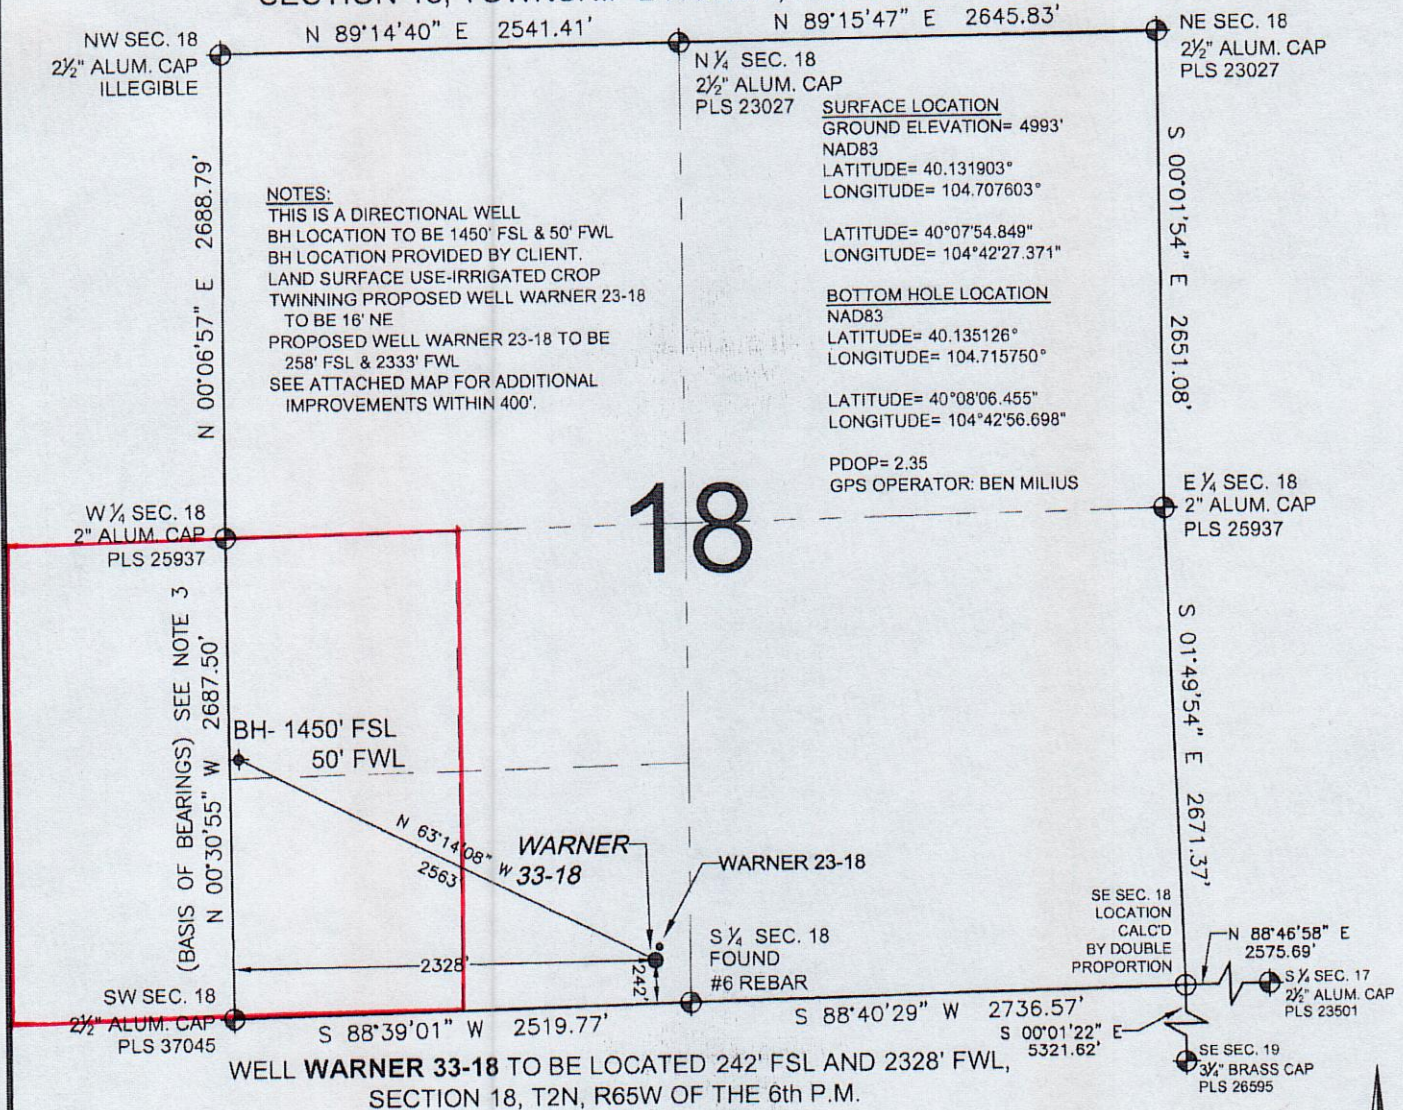 N 89°14'40" E 2541.41'
N 89°15'47" E 2645.83'
NW SEC. 18
2½" ALUM. CAP
ILLEGIBLE
N ¼ SEC. 18
2½" ALUM. CAP
PLS 23027
NE SEC. 18
2½" ALUM. CAP
PLS 23027
SURFACE LOCATION
GROUND ELEVATION= 4993'
NAD83
LATITUDE= 40.131903°
LONGITUDE= 104.707603°
LATITUDE= 40°07'54.849"
LONGITUDE= 104°42'27.371"
BOTTOM HOLE LOCATION
NAD83
LATITUDE= 40.135126°
LONGITUDE= 104.715750°
LATITUDE= 40°08'06.455"
LONGITUDE= 104°42'56.698"
PDOP= 2.35
GPS OPERATOR: BEN MILIUS
NOTES:
THIS IS A DIRECTIONAL WELL
BH LOCATION TO BE 1450' FSL & 50' FWL
BH LOCATION PROVIDED BY CLIENT.
LAND SURFACE USE-IRRIGATED CROP
TWINNING PROPOSED WELL WARNER 23-18
TO BE 16' NE
PROPOSED WELL WARNER 23-18 TO BE
258' FSL & 2333' FWL
SEE ATTACHED MAP FOR ADDITIONAL
IMPROVEMENTS WITHIN 400'.
N 00°06'57" E 2688.79'
S 00°01'54" E 2651.08'
18
W ¼ SEC. 18
2" ALUM. CAP
PLS 25937
E ¼ SEC. 18
2" ALUM. CAP
PLS 25937
(BASIS OF BEARINGS) SEE NOTE 3
N 00°30'55" W 2687.50'
S 01°49'54" E 2671.37'
BH- 1450' FSL
50' FWL
N 63°14'08" W
2563'
WARNER
33-18
WARNER 23-18
2328'
242'
S ¼ SEC. 18
FOUND
#6 REBAR
SE SEC. 18
LOCATION
CALC'D
BY DOUBLE
PROPORTION
N 88°46'58" E
2575.69'
S ¼ SEC. 17
2½" ALUM. CAP
PLS 23501
SW SEC. 18
2½" ALUM. CAP
PLS 37045
S 88°39'01" W 2519.77'
S 88°40'29" W 2736.57'
S 00°01'22" E
5321.62'
SE SEC. 19
3¼" BRASS CAP
PLS 26595
WELL WARNER 33-18 TO BE LOCATED 242' FSL AND 2328' FWL,
SECTION 18, T2N, R65W OF THE 6th P.M.